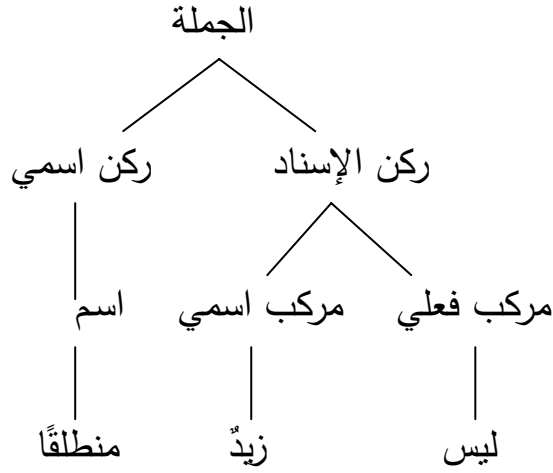 الجملة
ركن الإسناد ركن اسمي
مركب فعلي مركب اسمي اسم
ليس زيدٌ منطلقًا